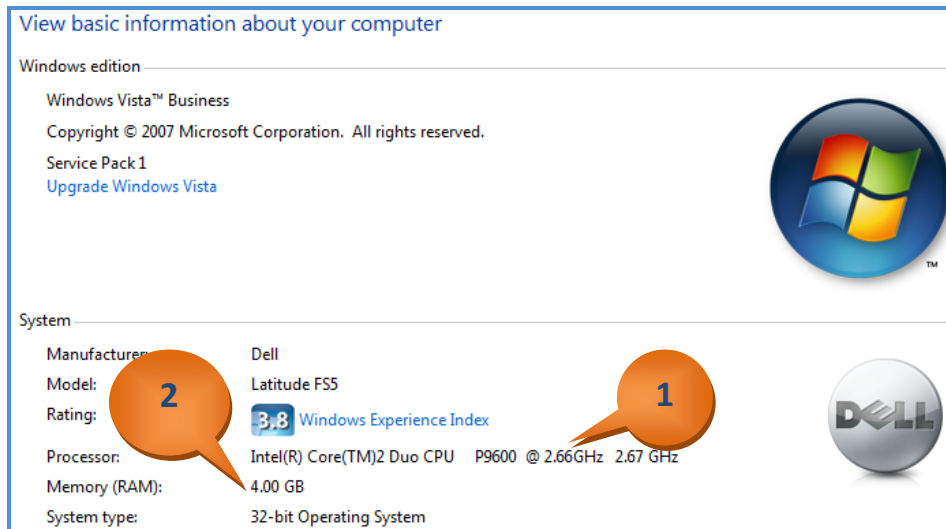 View basic information about your computer
Windows edition
Windows Vista™ Business
Copyright © 2007 Microsoft Corporation. All rights reserved.
Service Pack 1
Upgrade Windows Vista
TM
System
Manufacturer: Dell
Model: Latitude FS5
Rating: 3,8 Windows Experience Index
Processor: Intel(R) Core(TM)2 Duo CPU P9600 @ 2.66GHz 2.67 GHz
Memory (RAM): 4.00 GB
System type: 32-bit Operating System
2
1
DELL